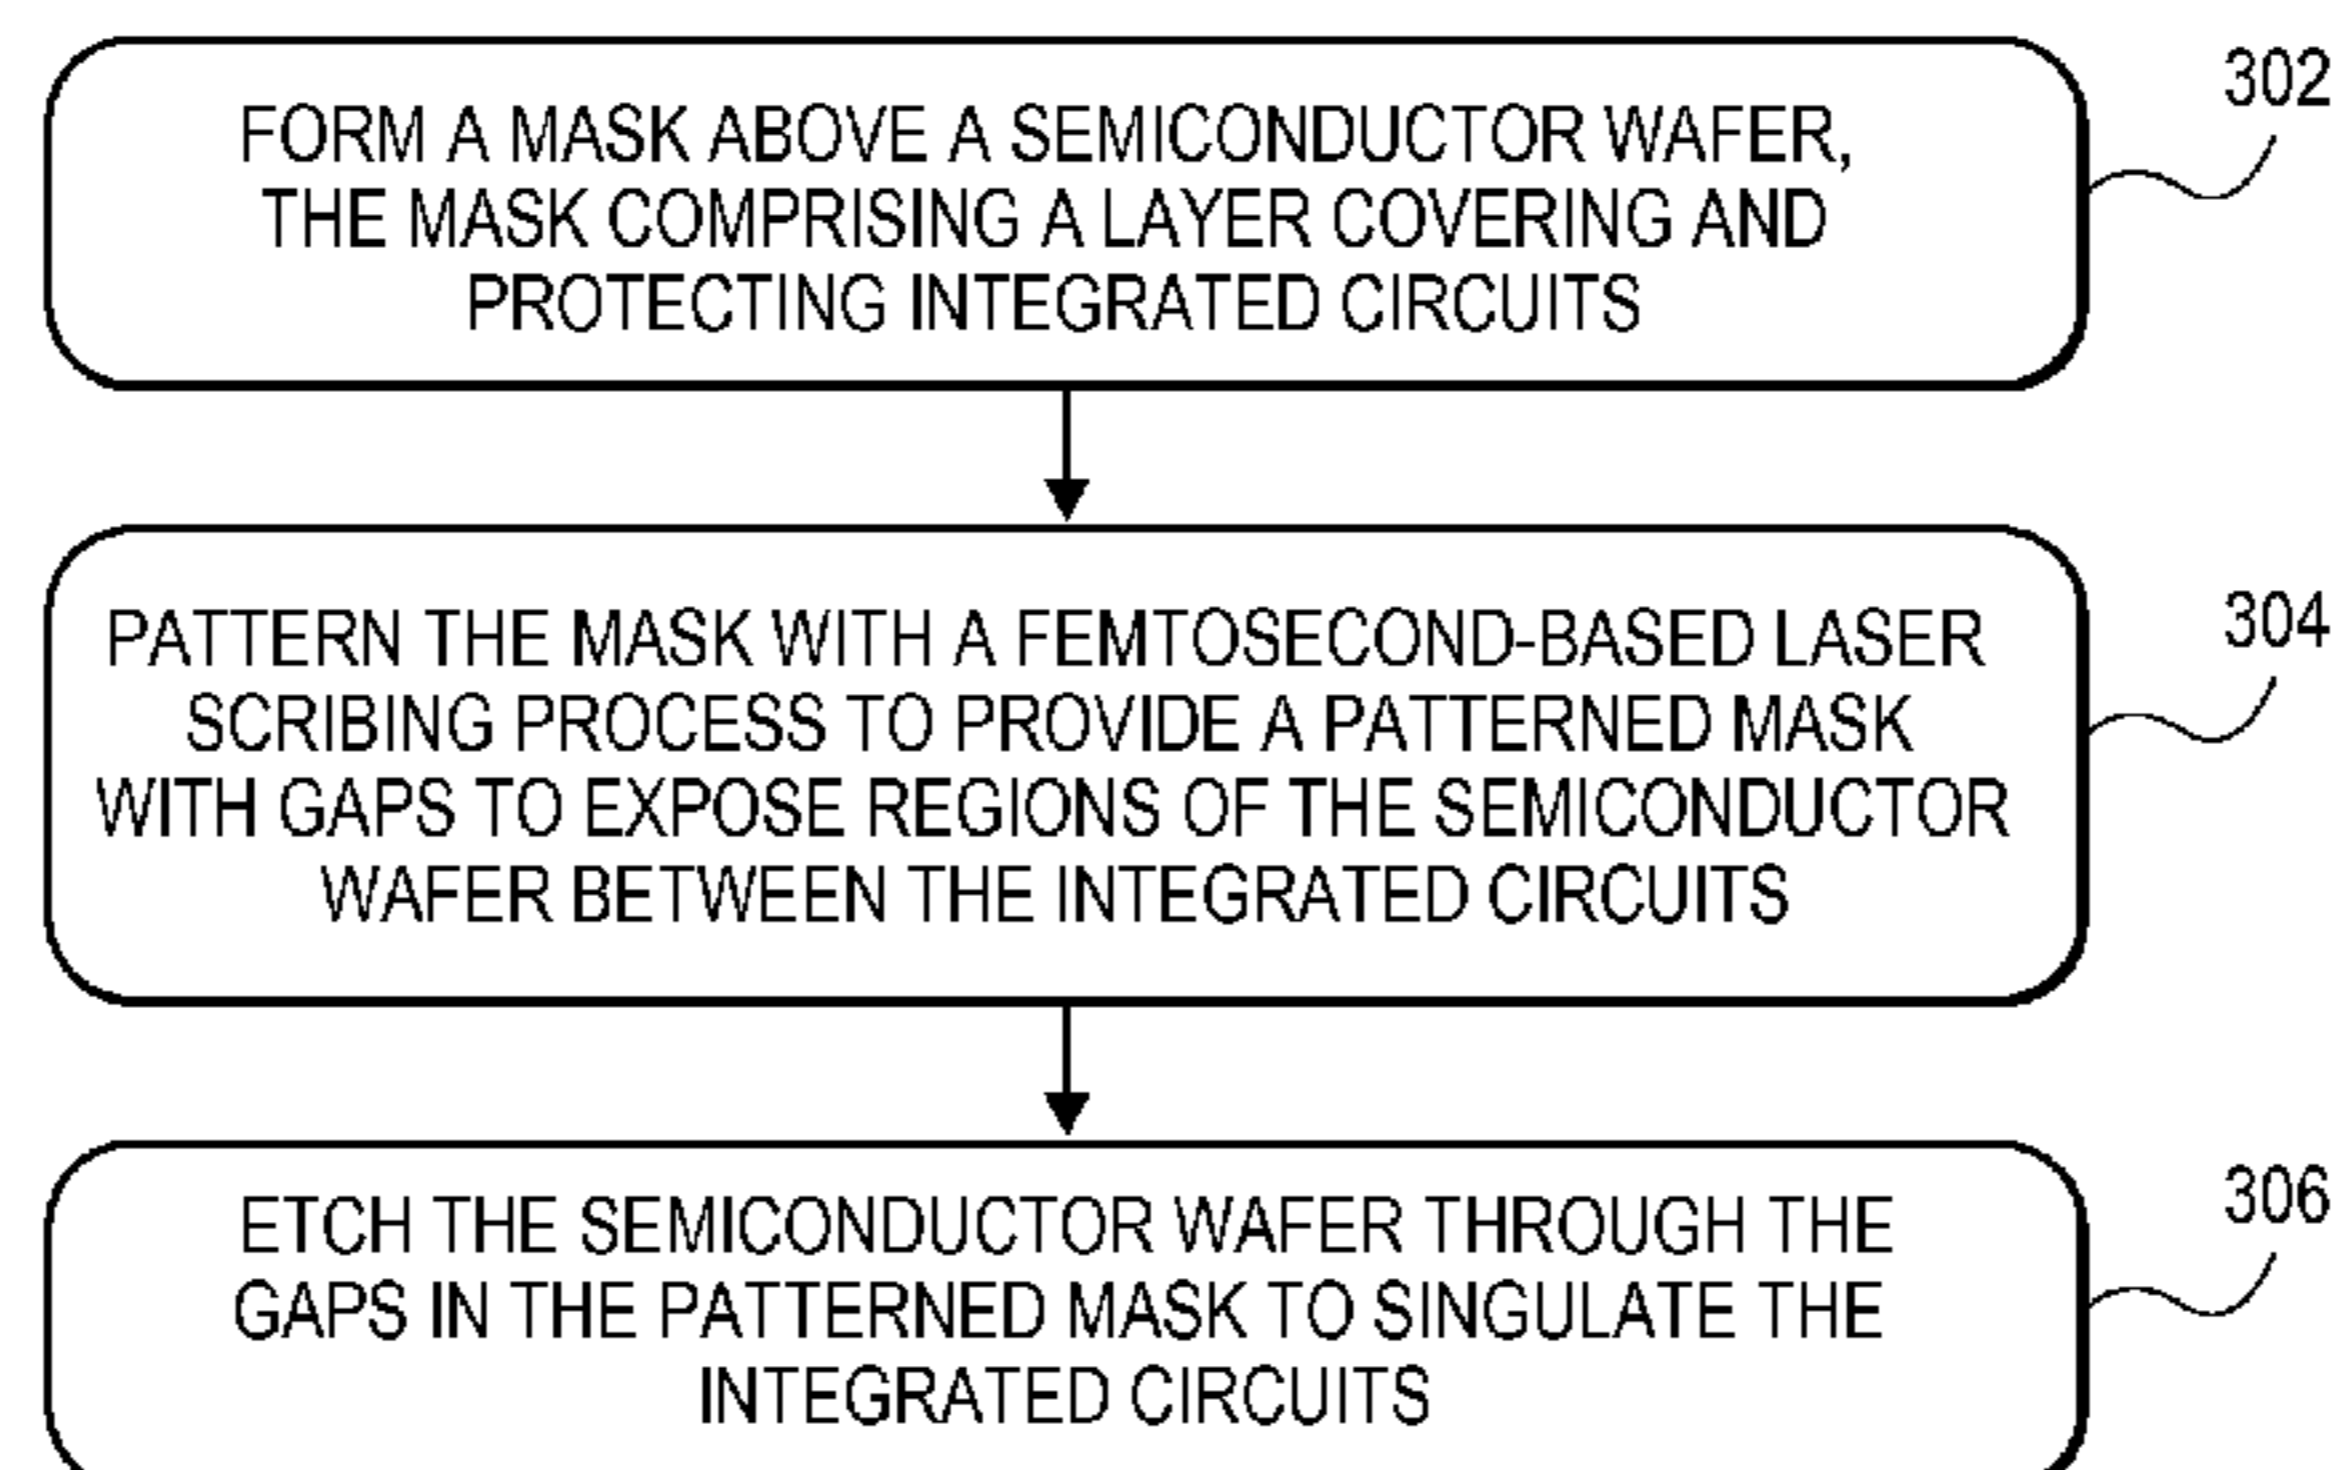 FORM A MASK ABOVE A SEMICONDUCTOR WAFER,
THE MASK COMPRISING A LAYER COVERING AND
PROTECTING INTEGRATED CIRCUITS
302
PATTERN THE MASK WITH A FEMTOSECOND-BASED LASER
SCRIBING PROCESS TO PROVIDE A PATTERNED MASK
WITH GAPS TO EXPOSE REGIONS OF THE SEMICONDUCTOR
WAFER BETWEEN THE INTEGRATED CIRCUITS
304
ETCH THE SEMICONDUCTOR WAFER THROUGH THE
GAPS IN THE PATTERNED MASK TO SINGULATE THE
INTEGRATED CIRCUITS
306